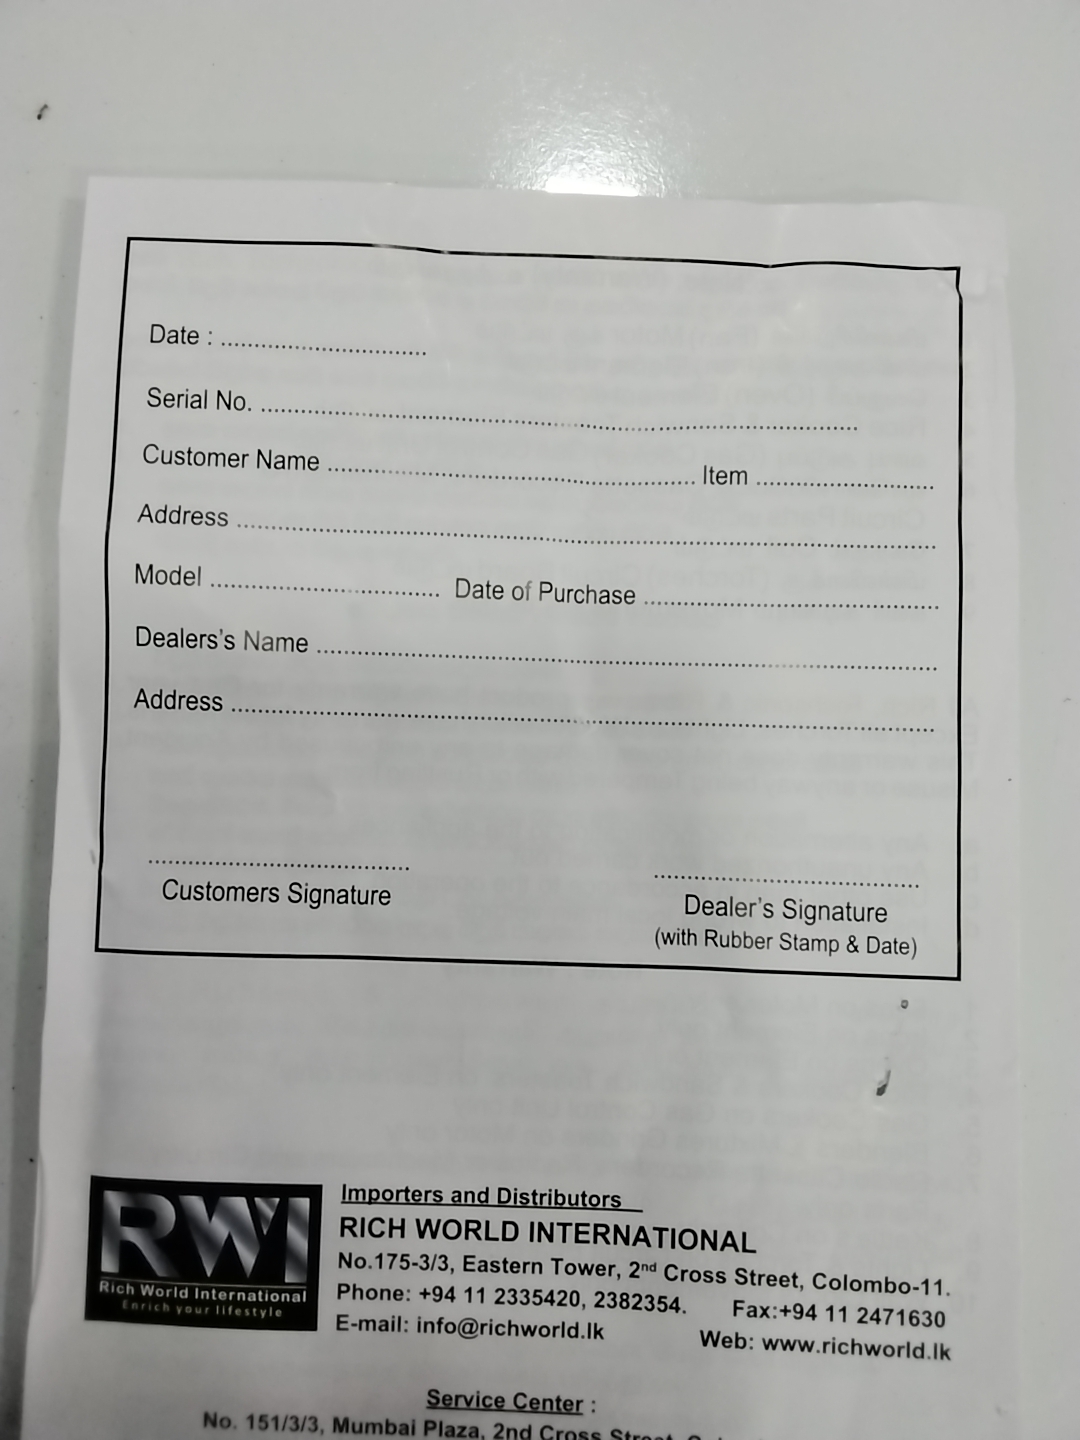 Date : ..............................
Serial No. ..........................................................................................
Customer Name ....................................................... Item ...........................
Address .........................................................................................................
Model ................................... Date of Purchase ............................................
Dealers's Name ..............................................................................................
Address .........................................................................................................
....................................... .......................................
Customers Signature
Dealer's Signature
(with Rubber Stamp & Date)
RWI
Rich World International
Enrich your lifestyle
Importers and Distributors
RICH WORLD INTERNATIONAL
No.175-3/3, Eastern Tower, 2nd Cross Street, Colombo-11.
Phone: +94 11 2335420, 2382354. Fax:+94 11 2471630
E-mail: info@richworld.lk Web: www.richworld.lk
Service Center :
No. 151/3/3, Mumbai Plaza, 2nd Cross Street,